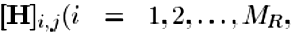 [𝐇]_{i,j}(i = 1, 2, . . . , M_R,